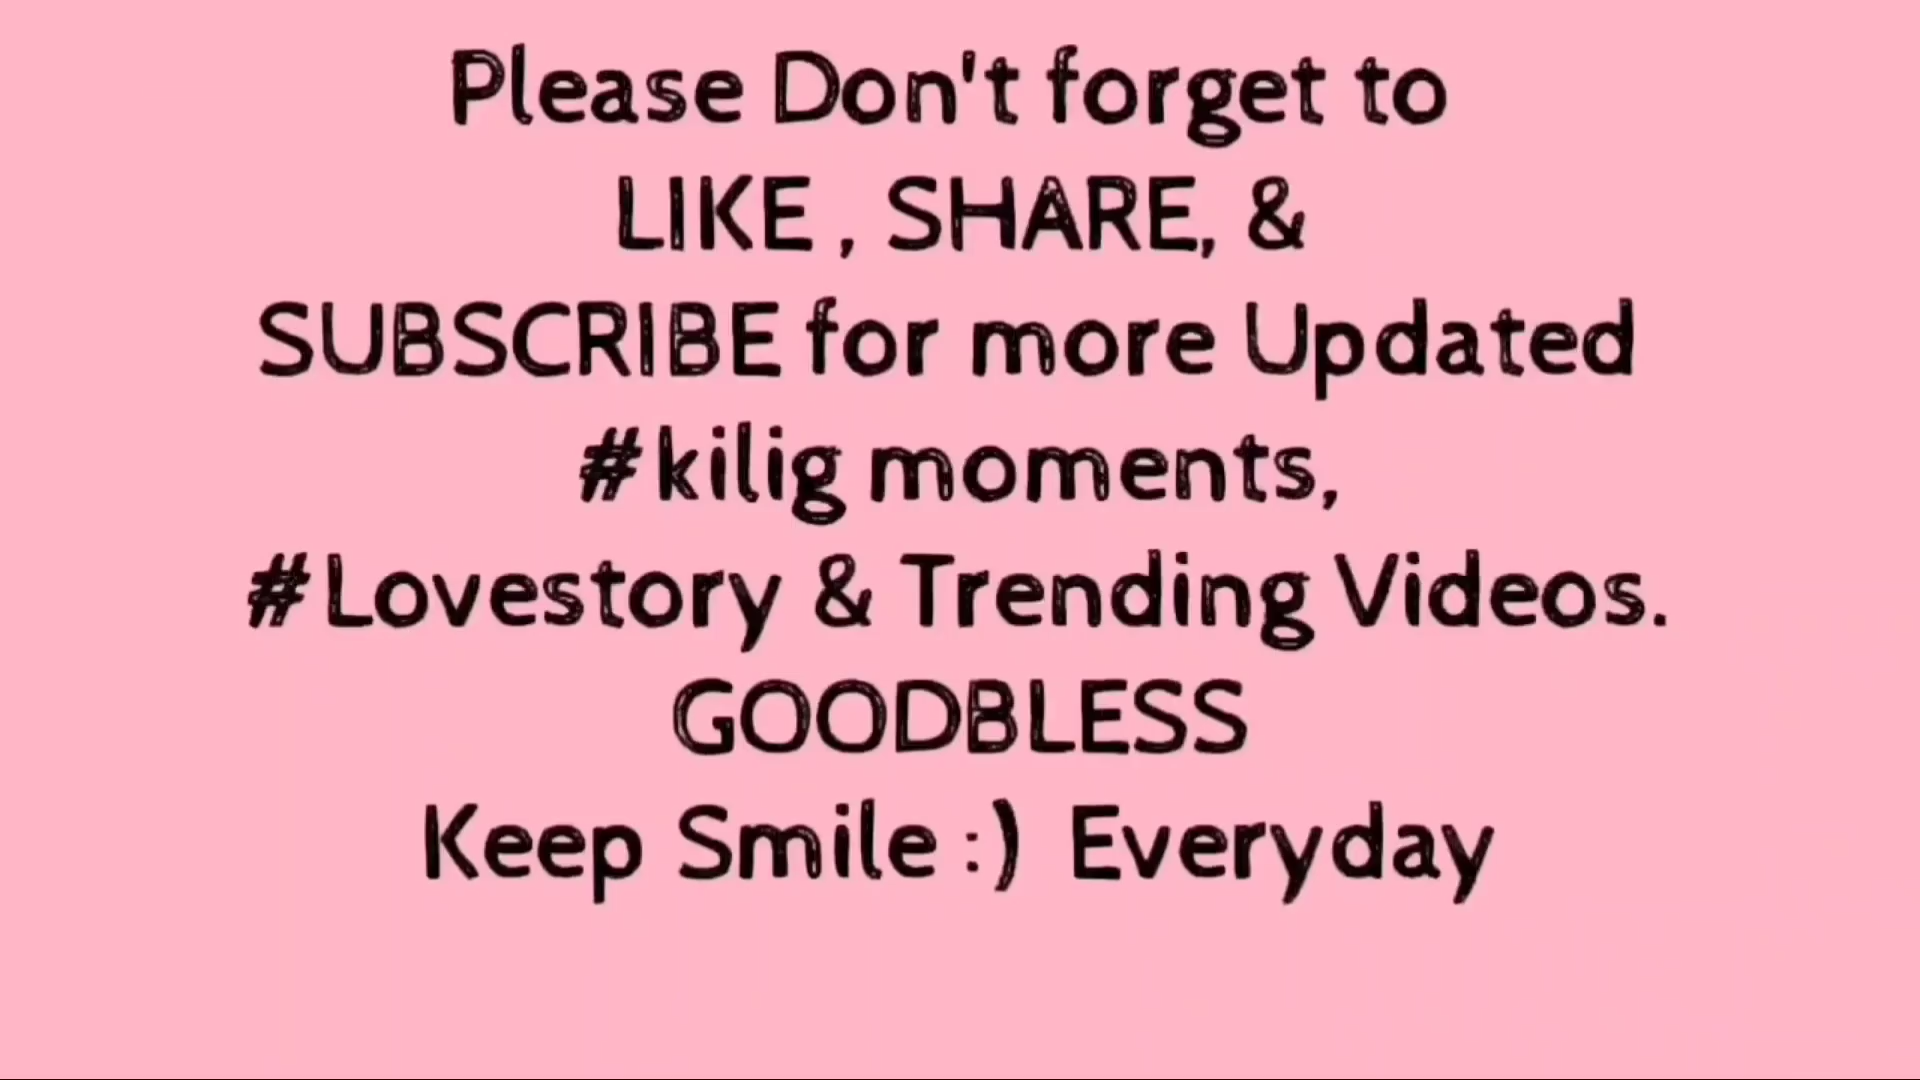 Please Don't forget to
LIKE , SHARE, &
SUBSCRIBE for more Updated
#kilig moments,
#Lovestory & Trending Videos.
GOODBLESS
Keep Smile :) Everyday